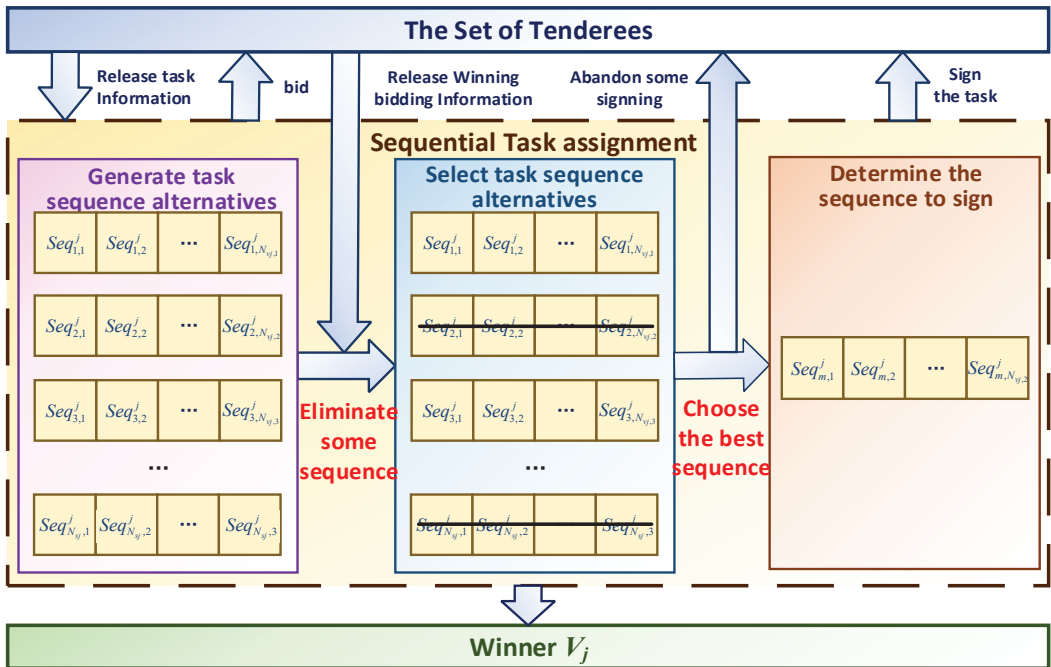 The Set of Tenderees
Release task
Information
bid
Release Winning
bidding Information
Abandon some
signning
Sign
the task
Sequential Task assignment
Generate task
sequence alternatives
Seq^j_{1,1} Seq^j_{1,2} ... Seq^j_{1,N_{vj,1}}
Seq^j_{2,1} Seq^j_{2,2} ... Seq^j_{2,N_{vj,2}}
Seq^j_{3,1} Seq^j_{3,2} ... Seq^j_{3,N_{vj,3}}
...
Seq^j_{N_{sj},1} Seq^j_{N_{sj},2} ... Seq^j_{N_{sj},3}
Eliminate
some
sequence
Select task sequence
alternatives
Seq^j_{1,1} Seq^j_{1,2} ... Seq^j_{1,N_{vj,1}}
Seq^j_{2,1} Seq^j_{2,2} ... Seq^j_{2,N_{vj,2}}
Seq^j_{3,1} Seq^j_{3,2} ... Seq^j_{3,N_{vj,3}}
...
Seq^j_{N_{sj},1} Seq^j_{N_{sj},2} Seq^j_{N_{sj},3}
Choose
the best
sequence
Determine the
sequence to sign
Seq^j_{m,1} Seq^j_{m,2} ... Seq^j_{m,N_{vj,2}}
Winner V_j